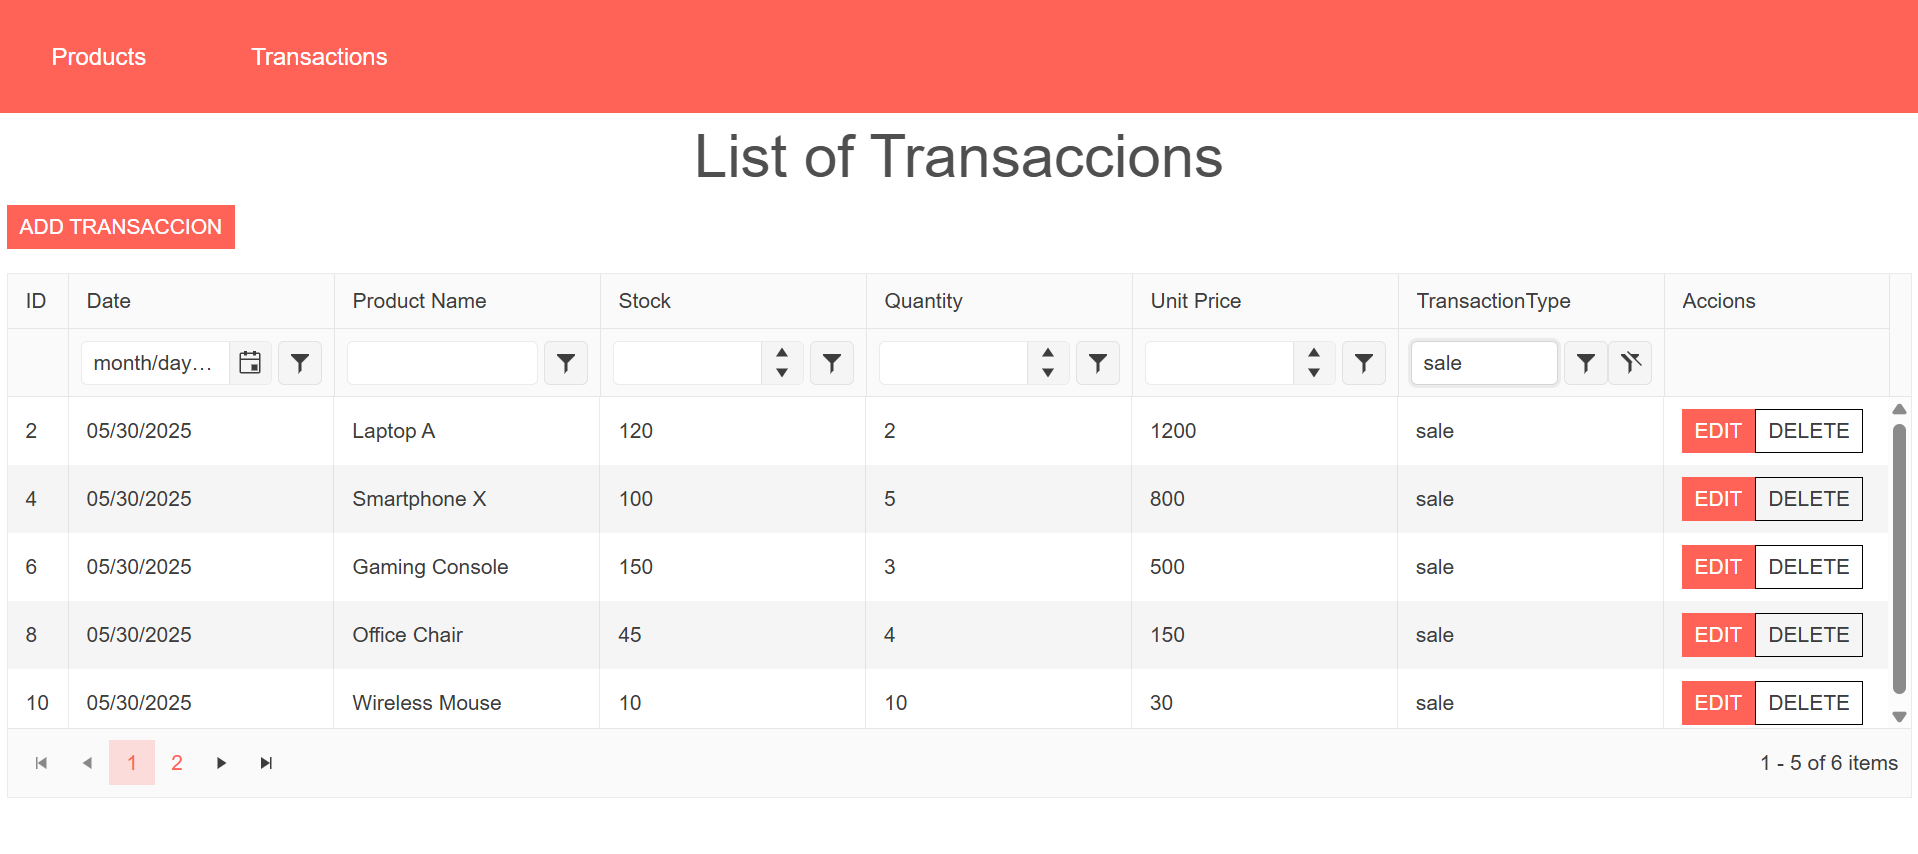 Products Transactions
List of Transaccions
ADD TRANSACCION
ID Date Product Name Stock Quantity Unit Price TransactionType Accions
month/day... sale
2 05/30/2025 Laptop A 120 2 1200 sale EDIT DELETE
4 05/30/2025 Smartphone X 100 5 800 sale EDIT DELETE
6 05/30/2025 Gaming Console 150 3 500 sale EDIT DELETE
8 05/30/2025 Office Chair 45 4 150 sale EDIT DELETE
10 05/30/2025 Wireless Mouse 10 10 30 sale EDIT DELETE
1 2 1 - 5 of 6 items